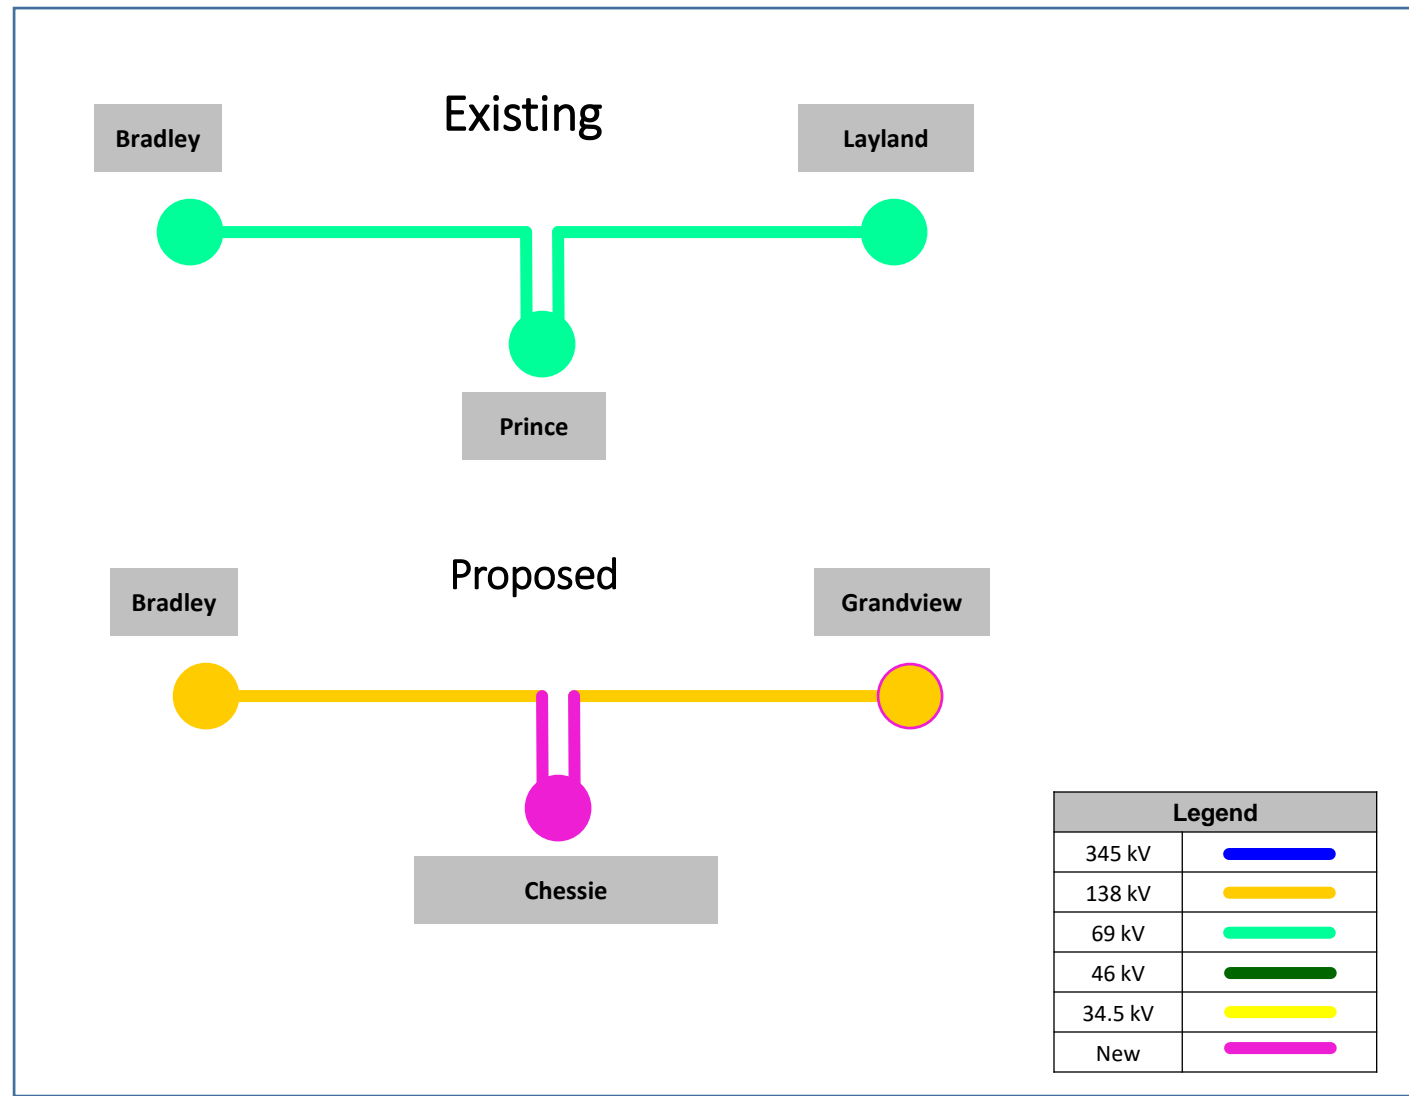 Existing
Bradley
Layland
Prince
Proposed
Bradley
Grandview
Chessie
Legend
345 kV
138 kV
69 kV
46 kV
34.5 kV
New